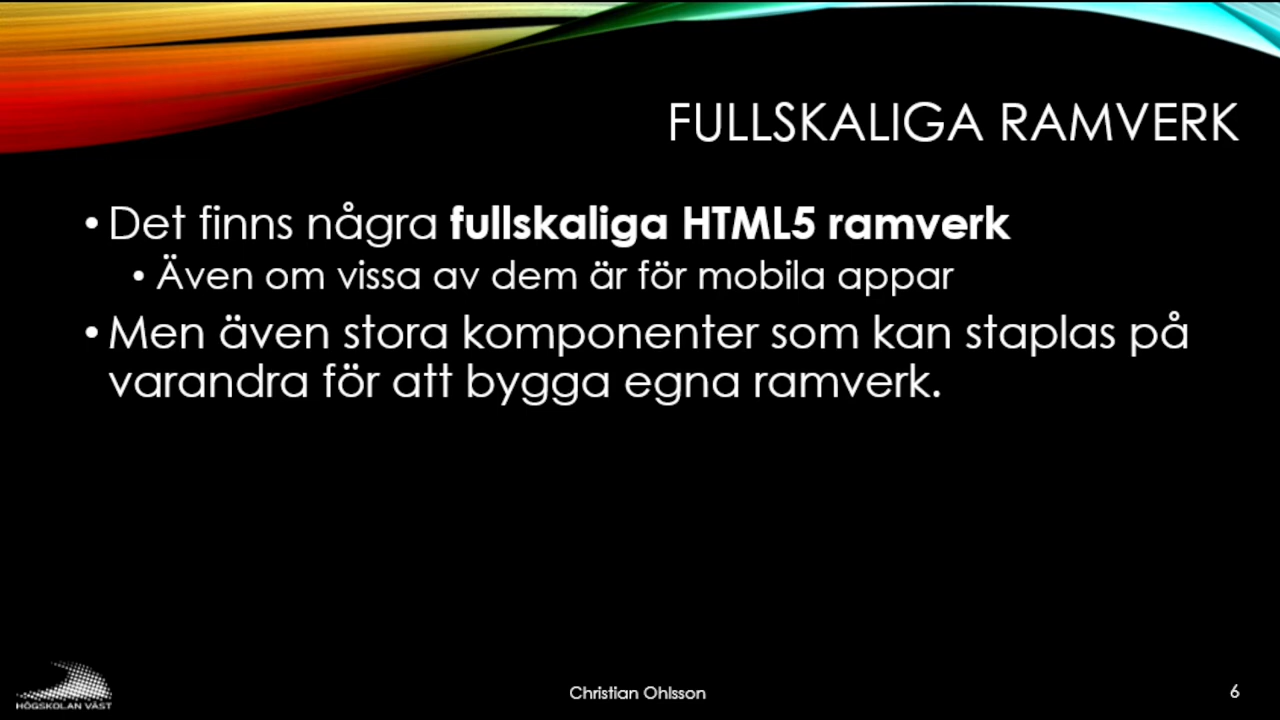 FULLSKALIGA RAMVERK
• Det finns några fullskaliga HTML5 ramverk
• Även om vissa av dem är för mobila appar
• Men även stora komponenter som kan staplas på
varandra för att bygga egna ramverk.
HÖGSKOLAN VÄST
Christian Ohlsson
6